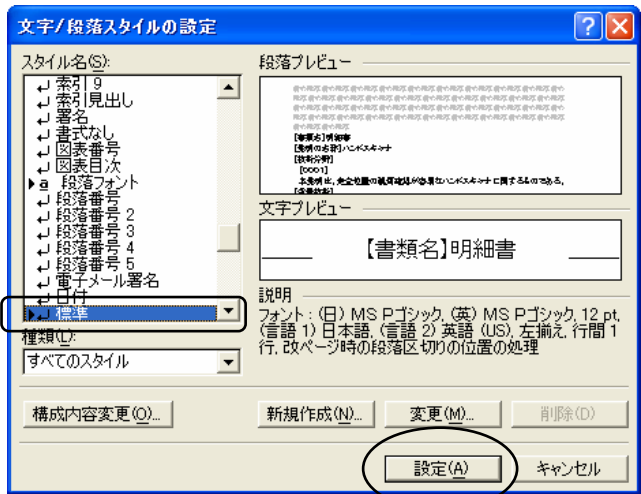 文字/段落スタイルの設定
スタイル名(S):
索引 9
索引見出し
署名
書式なし
図表番号
図表目次
a 段落フォント
段落番号
段落番号 2
段落番号 3
段落番号 4
段落番号 5
電子メール署名
日付
標準
種類(L):
すべてのスタイル
段落プレビュー
【書類名】明細書
【発明の名称】
【技術分野】
【0001】
文字プレビュー
【書類名】明細書
説明
フォント : (日) MS Pゴシック, (英) MS Pゴシック, 12 pt,
(言語 1) 日本語, (言語 2) 英語 (US), 左揃え, 行間 1
行, 改ページ時の段落区切りの位置の処理
構成内容変更(O)...
新規作成(N)...
変更(M)...
削除(D)
設定(A)
キャンセル